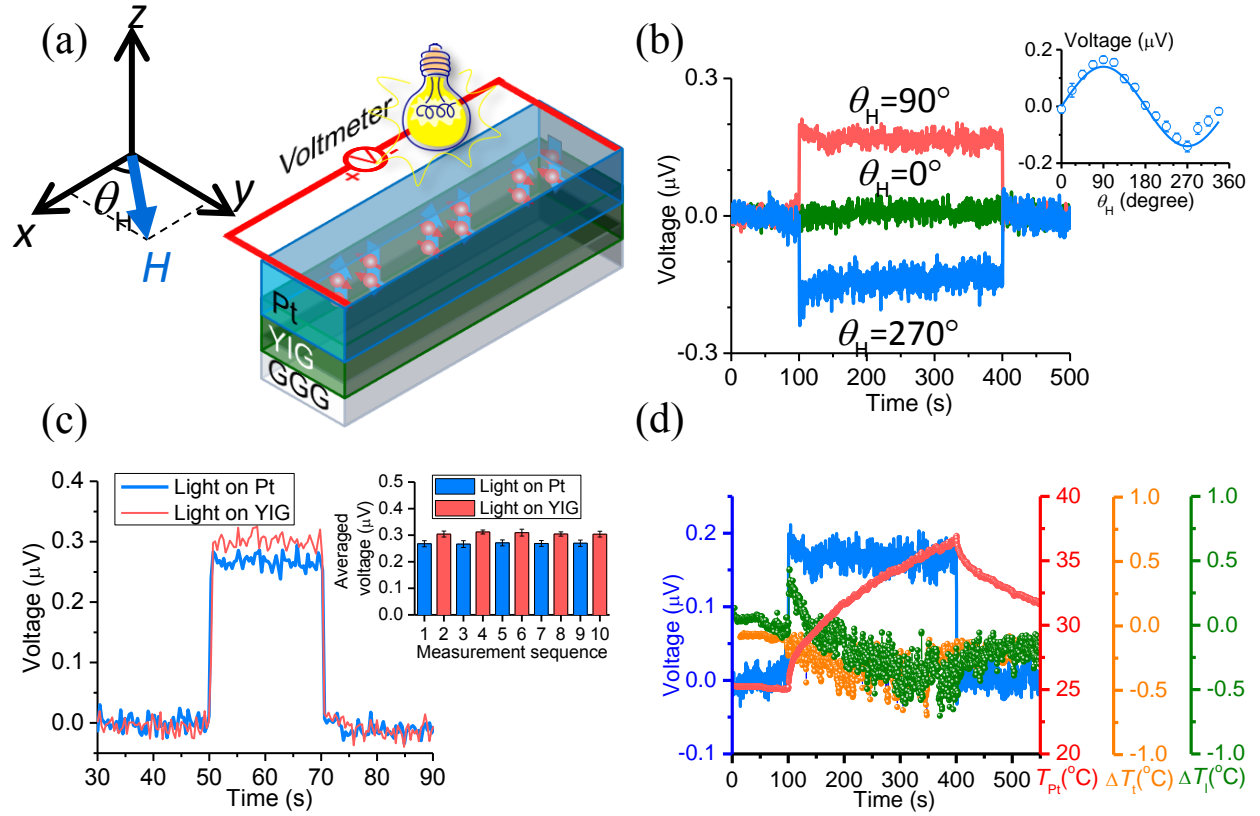 (a)
z
y
x
θH
H
Voltmeter
V
+
-
Pt
YIG
GGG
(b)
Voltage (μV)
0.3
0.0
-0.3
θH=90°
θH=0°
θH=270°
0 100 200 300 400 500
Time (s)
Voltage (μV)
0.2
0.0
-0.2
0 90 180 270 360
θH (degree)
(c)
Voltage (μV)
0.4
0.3
0.2
0.1
0.0
Light on Pt
Light on YIG
30 40 50 60 70 80 90
Time (s)
Averaged
voltage (μV)
0.5
0.4
0.3
0.2
0.1
0.0
Light on Pt
Light on YIG
1 2 3 4 5 6 7 8 9 10
Measurement sequence
(d)
Voltage (μV)
0.2
0.1
0.0
-0.1
0 100 200 300 400 500
Time (s)
40
35
30
25
20
TPt(°C)
1.0
0.5
0.0
-0.5
-1.0
ΔTt(°C)
1.0
0.5
0.0
-0.5
-1.0
ΔTl(°C)